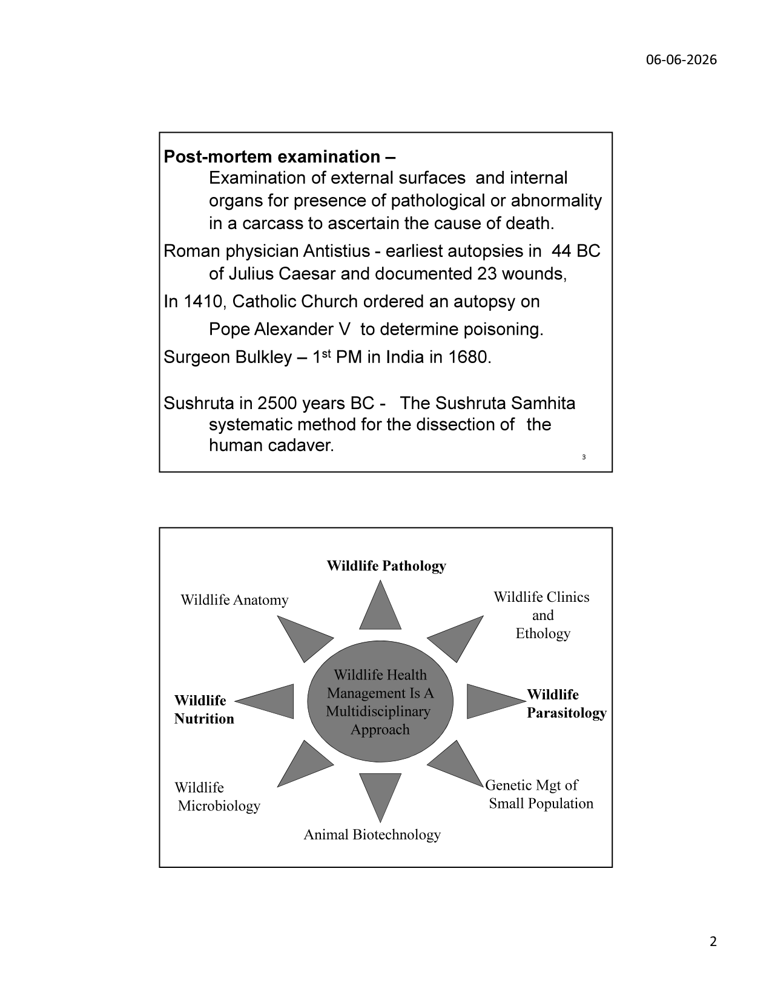 06-06-2026
Post-mortem examination –
Examination of external surfaces and internal
organs for presence of pathological or abnormality
in a carcass to ascertain the cause of death.
Roman physician Antistius - earliest autopsies in 44 BC
of Julius Caesar and documented 23 wounds,
In 1410, Catholic Church ordered an autopsy on
Pope Alexander V to determine poisoning.
Surgeon Bulkley – 1st PM in India in 1680.
Sushruta in 2500 years BC - The Sushruta Samhita
systematic method for the dissection of the
human cadaver.
3
Wildlife Pathology
Wildlife Anatomy
Wildlife Clinics
and
Ethology
Wildlife Health
Management Is A
Multidisciplinary
Approach
Wildlife
Nutrition
Wildlife
Parasitology
Wildlife
Microbiology
Genetic Mgt of
Small Population
Animal Biotechnology
2